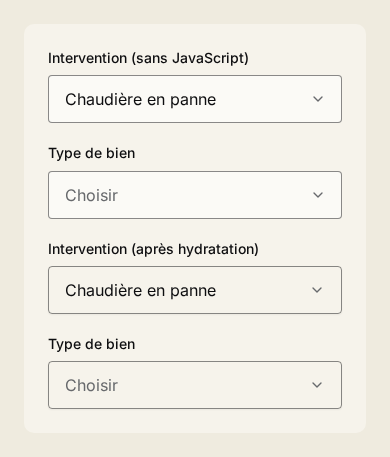 Intervention (sans JavaScript)
Chaudière en panne
Type de bien
Choisir
Intervention (après hydratation)
Chaudière en panne
Type de bien
Choisir